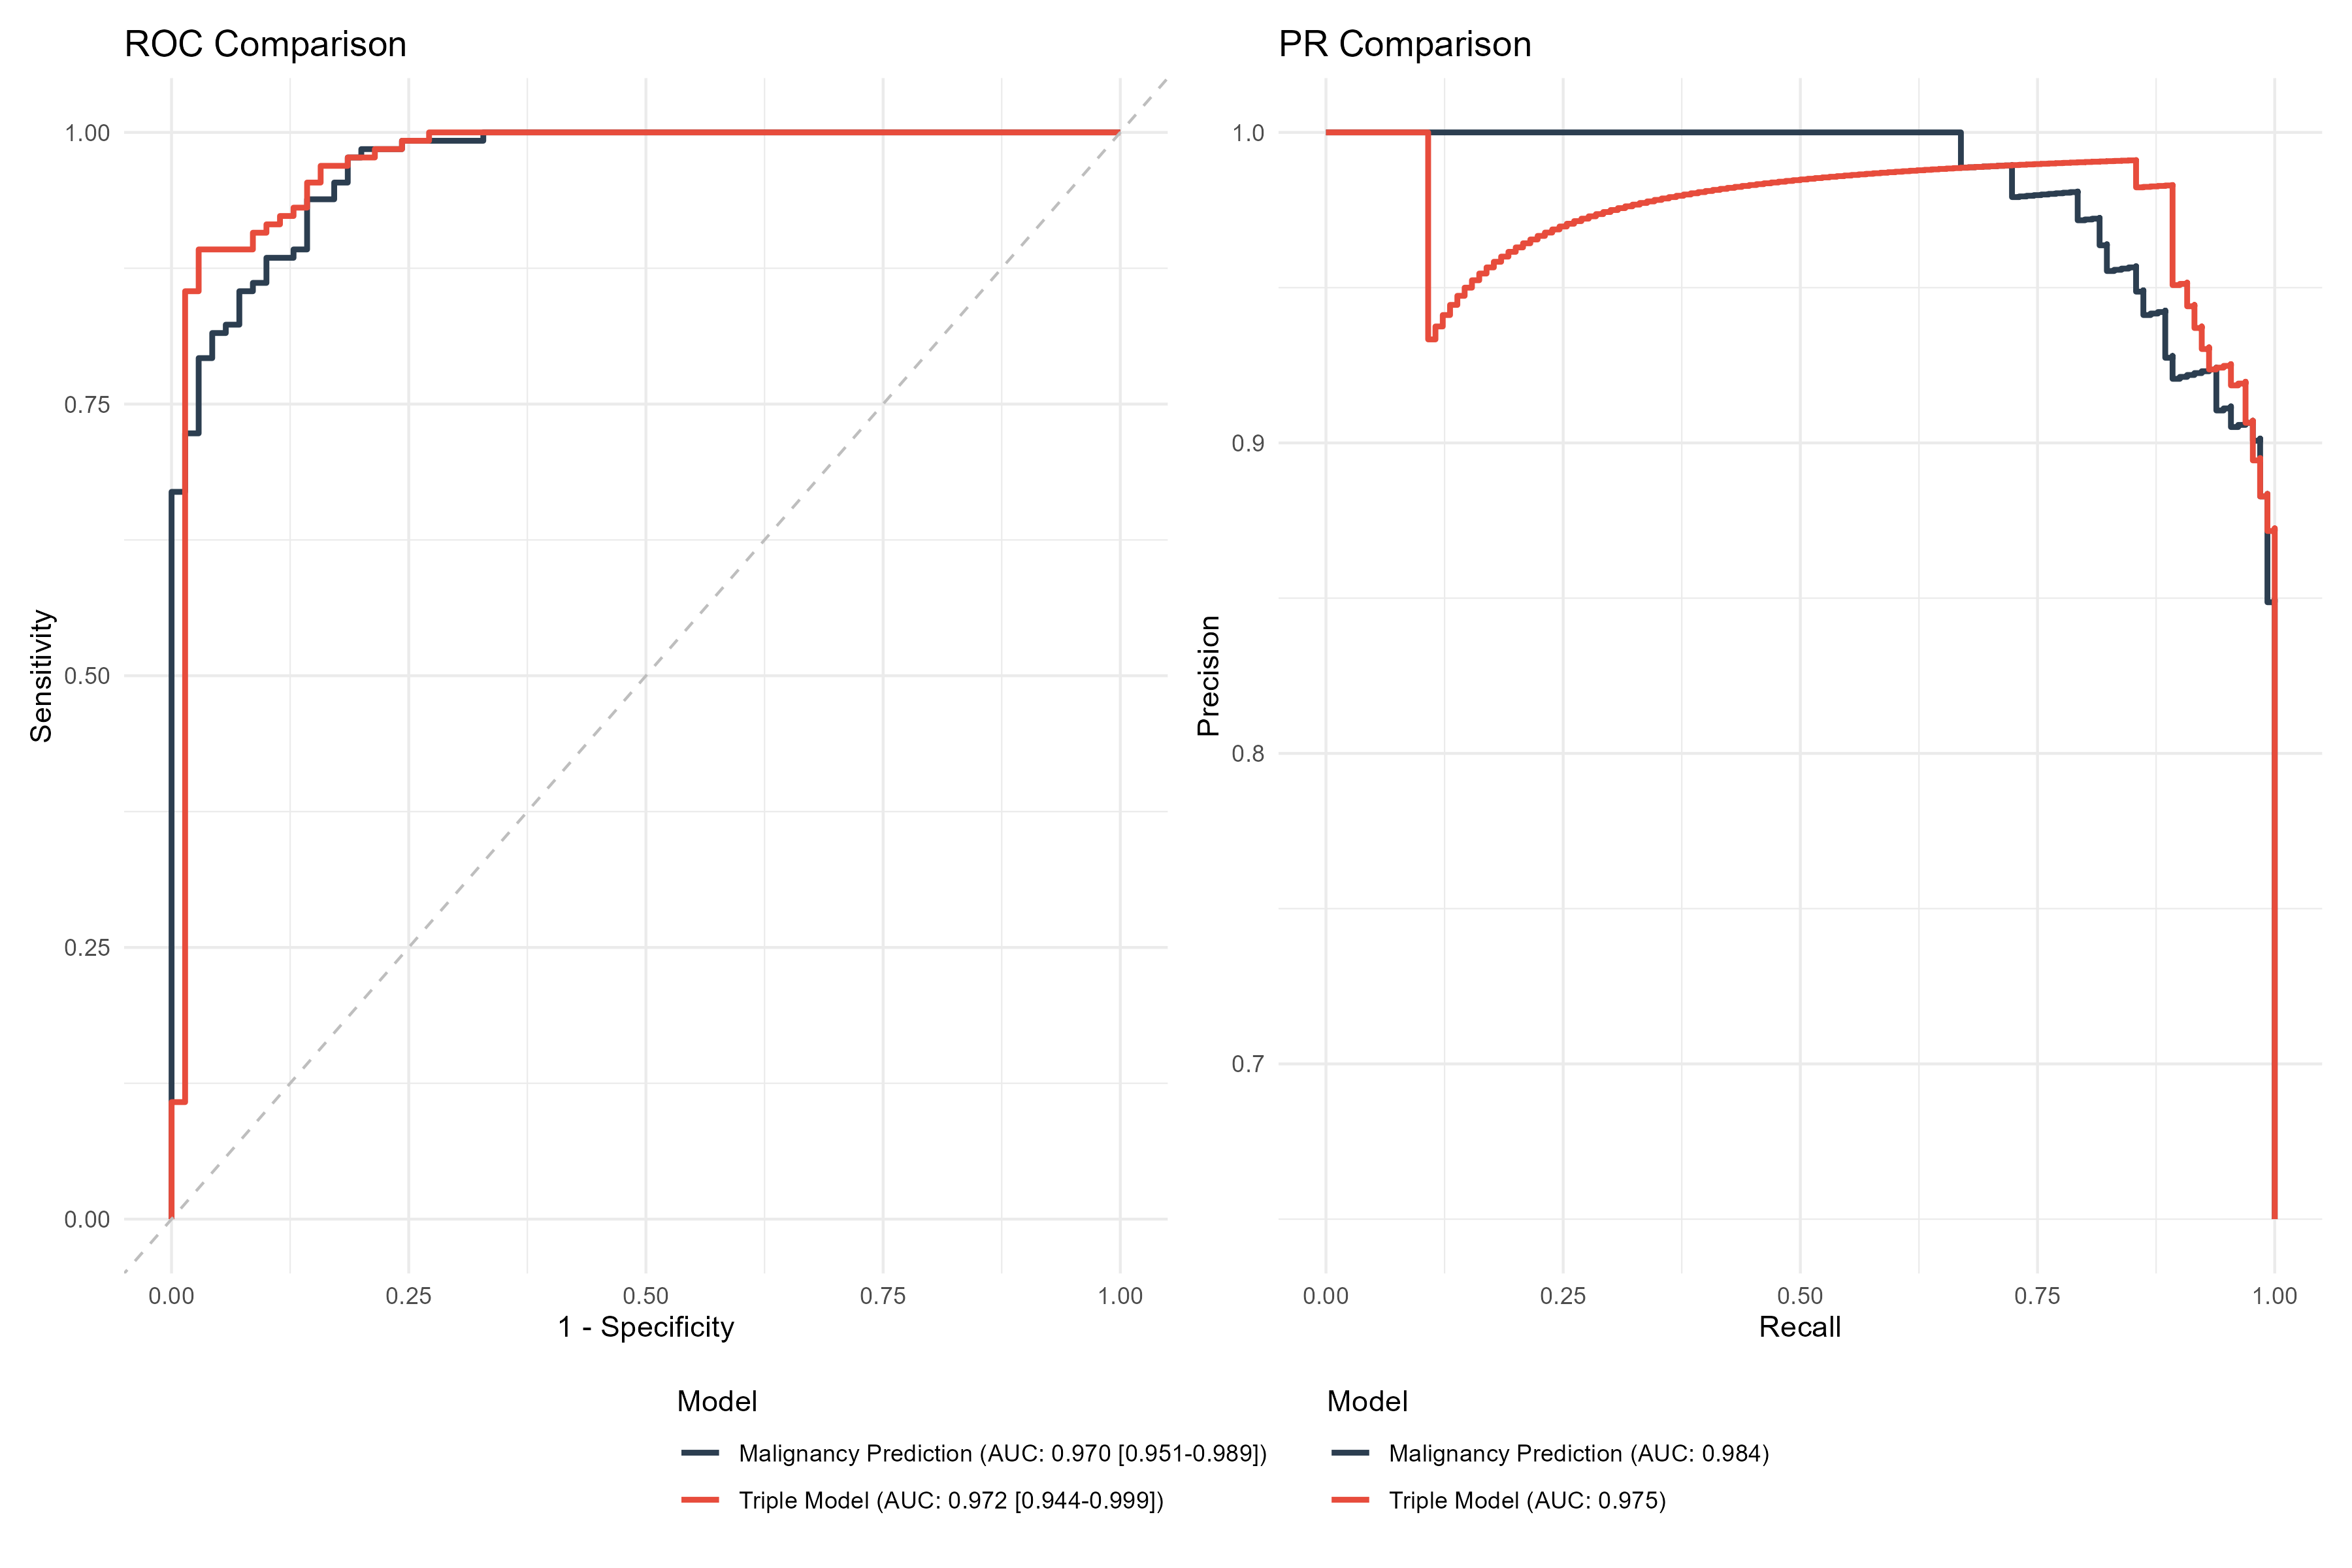 ROC Comparison
1.00
0.75
0.50
0.25
0.00
Sensitivity
0.00 0.25 0.50 0.75 1.00
1 - Specificity
PR Comparison
1.0
0.9
0.8
0.7
Precision
0.00 0.25 0.50 0.75 1.00
Recall
Model
Malignancy Prediction (AUC: 0.970 [0.951-0.989])
Triple Model (AUC: 0.972 [0.944-0.999])
Model
Malignancy Prediction (AUC: 0.984)
Triple Model (AUC: 0.975)